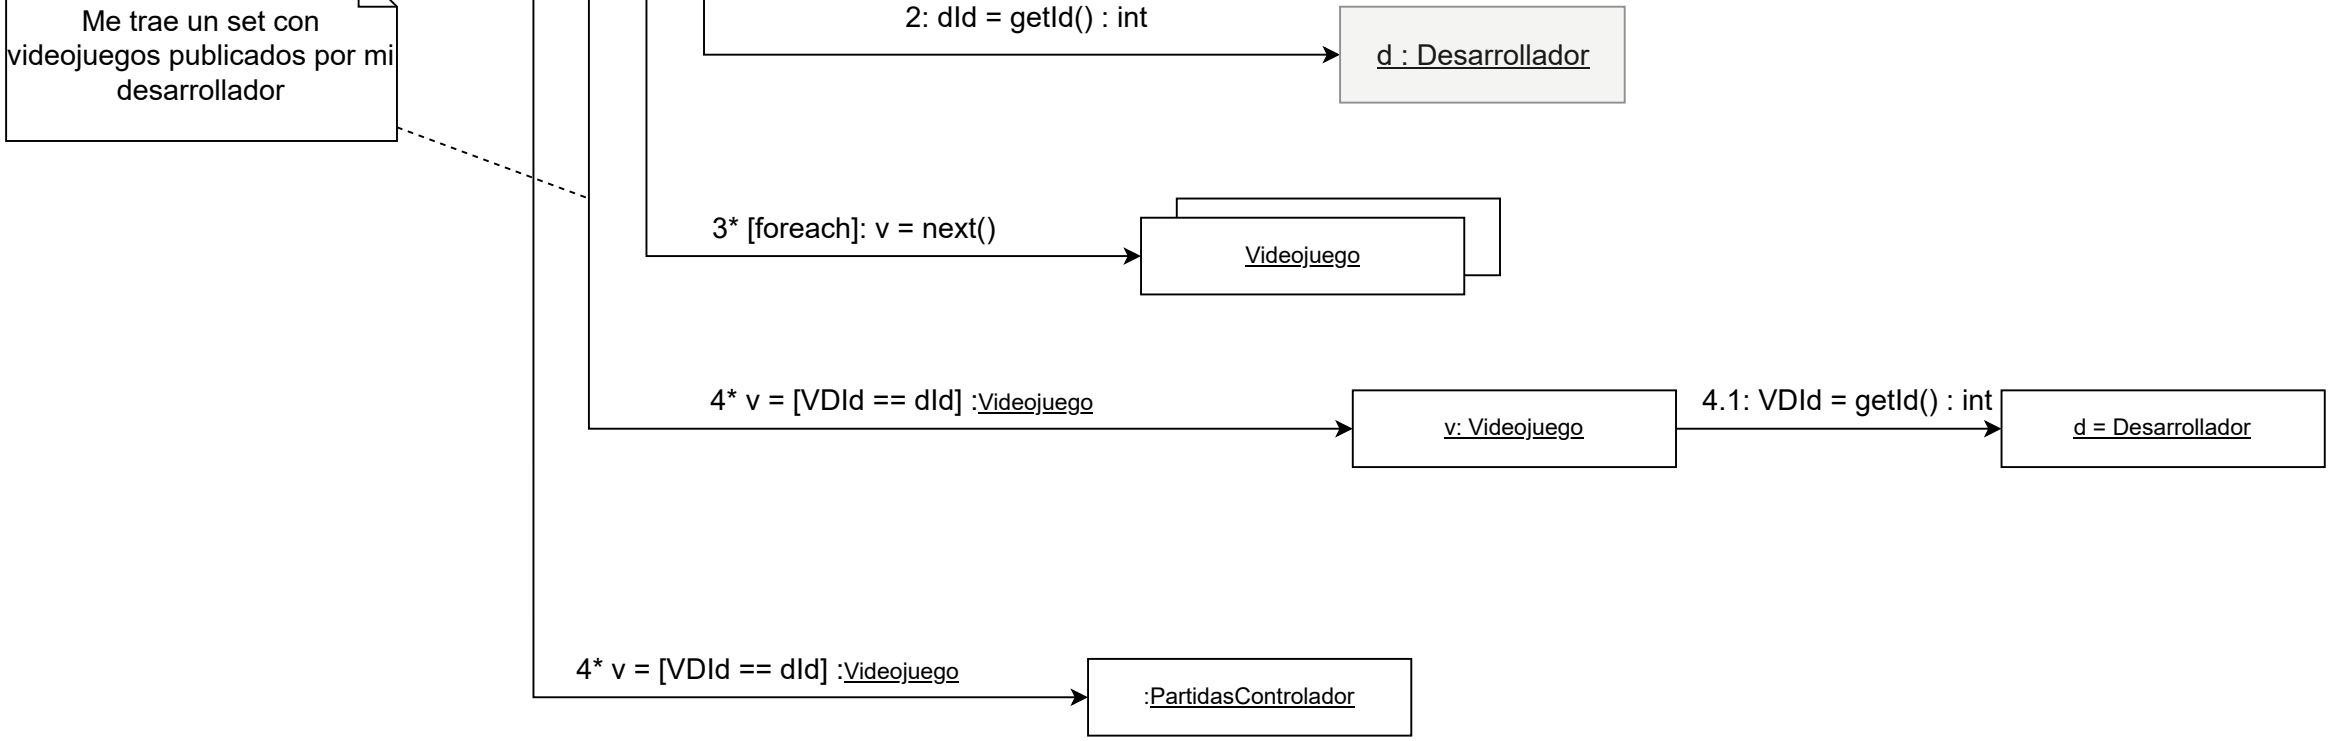 Me trae un set con
videojuegos publicados por mi
desarrollador
2: dId = getId() : int
d : Desarrollador
3* [foreach]: v = next()
Videojuego
4* v = [VDId == dId] :Videojuego
v: Videojuego
4.1: VDId = getId() : int
d = Desarrollador
4* v = [VDId == dId] :Videojuego
:PartidasControlador